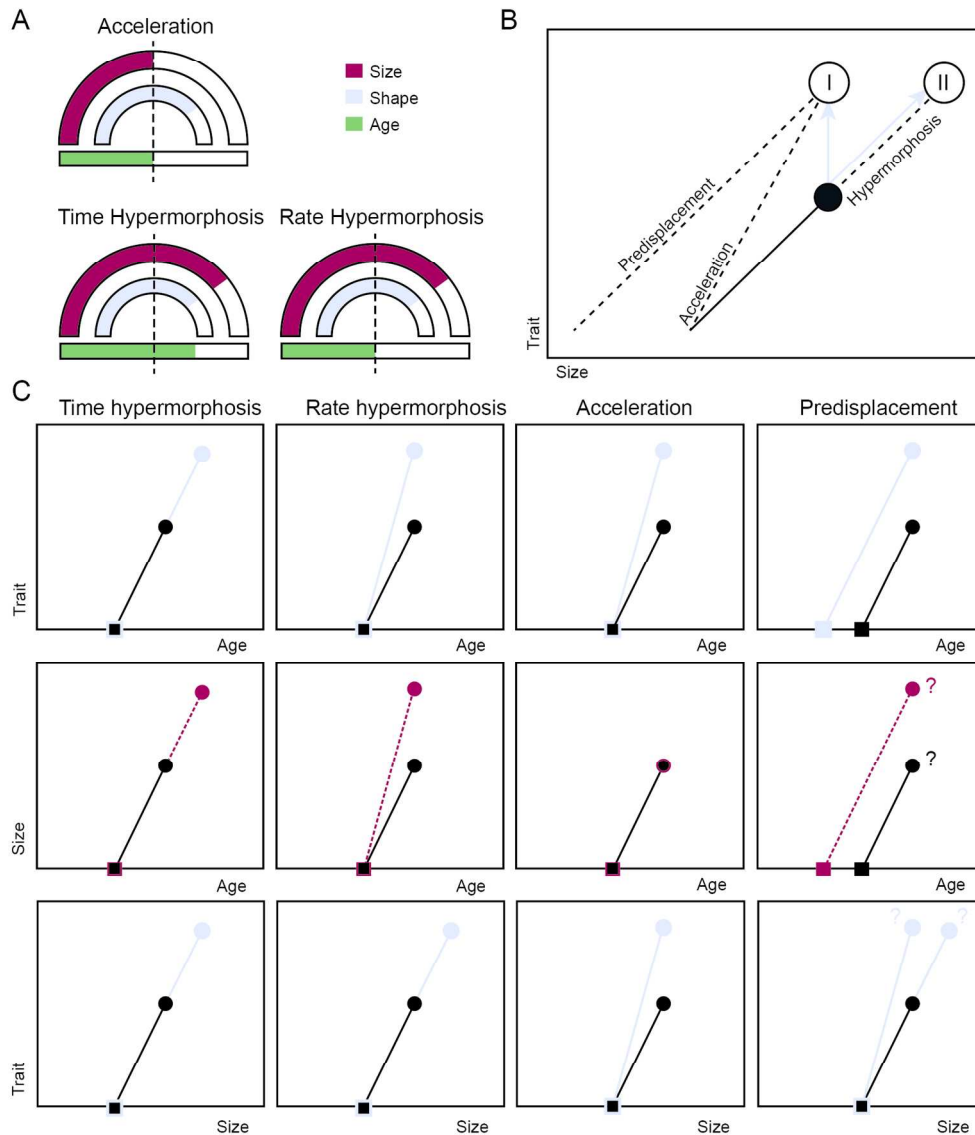 A
Acceleration
Size
Shape
Age
Time Hypermorphosis
Rate Hypermorphosis
B
I
II
Hypermorphosis
Predisplacement
Acceleration
Trait
Size
C
Time hypermorphosis
Rate hypermorphosis
Acceleration
Predisplacement
Trait
Age
Age
Age
Age
?
?
Size
Age
Age
Age
Age
?
?
Trait
Size
Size
Size
Size